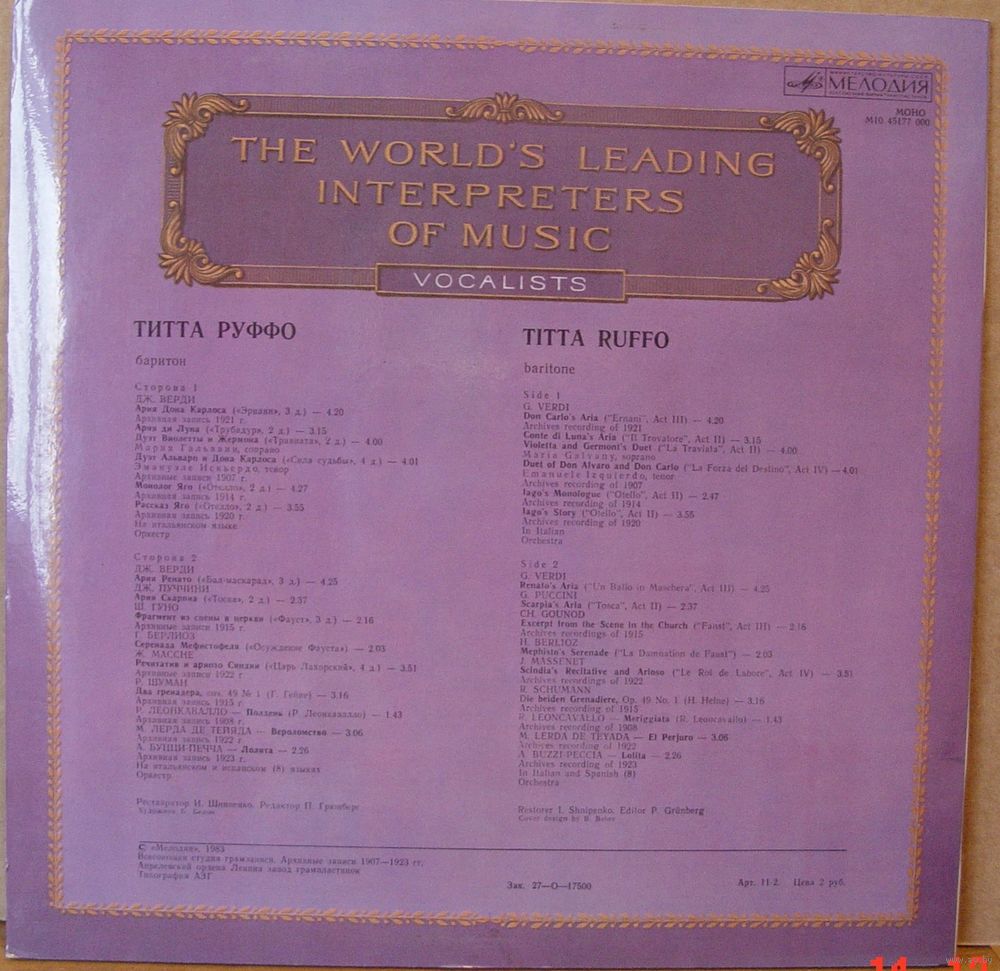 МЕЛОДИЯ
МОНО
М10 45177 000
THE WORLD'S LEADING
INTERPRETERS
OF MUSIC
VOCALISTS
ТИТТА РУФФО
баритон
Сторона 1
ДЖ. ВЕРДИ
Ария Дона Карлоса («Эрнани», 3 д.) — 4.20
Архивная запись 1921 г.
Ария ди Луна («Трубадур», 2 д.) — 3.15
Дуэт Виолетты и Жермона («Травиата», 2 д.) — 4.00
Мария Гальвани, сопрано
Дуэт Альваро и Дона Карлоса («Сила судьбы», 4 д.) — 4.01
Эмануэле Искьердо, тенор
Архивные записи 1907 г.
Монолог Яго («Отелло», 2 д.) — 4.27
Архивная запись 1914 г.
Рассказ Яго («Отелло», 2 д.) — 3.55
Архивная запись 1920 г.
На итальянском языке
Оркестр
Сторона 2
ДЖ. ВЕРДИ
Ария Ренато («Бал-маскарад», 3 д.) — 4.25
ДЖ. ПУЧЧИНИ
Ария Скарпиа («Тоска», 2 д.) — 2.37
Ш. ГУНО
Фрагмент из сцены в церкви («Фауст», 3 д.) — 2.16
Архивные записи 1915 г.
Г. БЕРЛИОЗ
Серенада Мефистофеля («Осуждение Фауста») — 2.03
Ж. МАССНЕ
Речитатив и ариозо Синдии («Царь Лахорский», 4 д.) — 3.51
Архивные записи 1922 г.
Р. ШУМАН
Два гренадера, соч. 49 № 1 (Г. Гейне) — 3.16
Архивная запись 1915 г.
Р. ЛЕОНКАВАЛЛО — Полдень (Р. Леонкавалло) — 1.43
Архивная запись 1908 г.
М. ЛЕРДА ДЕ ТЕЙЯДА — Вероломство — 3.06
Архивная запись 1922 г.
А. БУЦЦИ-ПЕЧЧА — Лолита — 2.26
Архивная запись 1923 г.
На итальянском и испанском (8) языках
Оркестр
Реставратор И. Шнипенко. Редактор П. Грюнберг
Художник Б. Белов
TITTA RUFFO
baritone
Side 1
G. VERDI
Don Carlo's Aria ("Ernani", Act III) — 4.20
Archives recording of 1921
Conte di Luna's Aria ("Il Trovatore", Act II) — 3.15
Violetta and Germont's Duet ("La Traviata", Act II) — 4.00
Maria Galvany, soprano
Duet of Don Alvaro and Don Carlo ("La Forza del Destino", Act IV) — 4.01
Emanuele Izquierdo, tenor
Archives recording of 1907
Iago's Monologue ("Otello", Act II) — 2.47
Archives recording of 1914
Iago's Story ("Otello", Act II) — 3.55
Archives recording of 1920
In Italian
Orchestra
Side 2
G. VERDI
Renato's Aria ("Un Ballo in Maschera", Act III) — 4.25
G. PUCCINI
Scarpia's Aria ("Tosca", Act II) — 2.37
CH. GOUNOD
Excerpt from the Scene in the Church ("Faust", Act III) — 2.16
Archives recordings of 1915
H. BERLIOZ
Mephisto's Serenade ("La Damnation de Faust") — 2.03
J. MASSENET
Scindia's Recitative and Arioso ("Le Roi de Lahore", Act IV) — 3.51
Archives recordings of 1922
R. SCHUMANN
Die beiden Grenadiere, Op. 49 No. 1 (H. Heine) — 3.16
Archives recording of 1915
R. LEONCAVALLO — Meriggiata (R. Leoncavallo) — 1.43
Archives recording of 1908
M. LERDA DE TEYADA — El Perjuro — 3.06
Archives recording of 1922
A. BUZZI-PECCIA — Lolita — 2.26
Archives recording of 1923
In Italian and Spanish (8)
Orchestra
Restorer I. Shnipenko. Editor P. Grünberg
Cover design by B. Belov
© «Мелодия», 1983
Всесоюзная студия грамзаписи. Архивные записи 1907—1923 гг.
Апрелевский ордена Ленина завод грампластинок
Типография АЗГ
Зак. 27—О—17500
Арт. 11-2. Цена 2 руб.